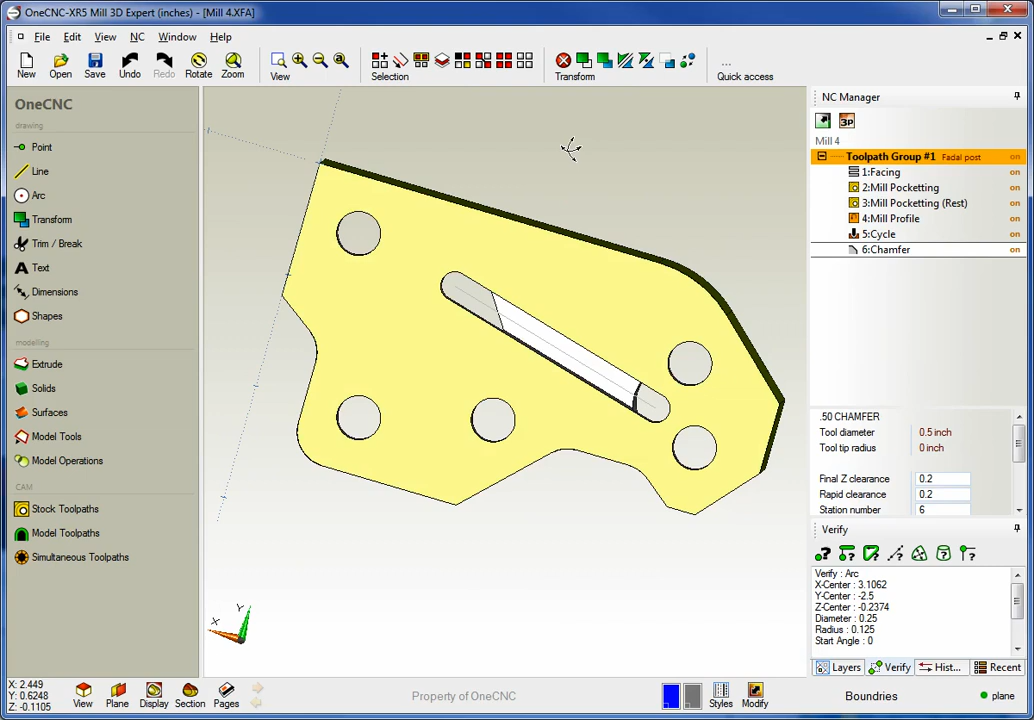 OneCNC-XR5 Mill 3D Expert (inches) - [Mill 4.XFA]
File Edit View NC Window Help
New Open Save Undo Redo Rotate Zoom View Selection Transform Quick access
OneCNC
drawing
Point
Line
Arc
Transform
Trim / Break
Text
Dimensions
Shapes
modelling
Extrude
Solids
Surfaces
Model Tools
Model Operations
CAM
Stock Toolpaths
Model Toolpaths
Simultaneous Toolpaths
X Y
NC Manager
3P
Mill 4
Toolpath Group #1 Fadal post on
1:Facing on
2:Mill Pocketting on
3:Mill Pocketting (Rest) on
4:Mill Profile on
5:Cycle on
6:Chamfer on
.50 CHAMFER
Tool diameter 0.5 inch
Tool tip radius 0 inch
Final Z clearance 0.2
Rapid clearance 0.2
Station number 6
Verify
Verify : Arc
X-Center : 3.1062
Y-Center : -2.5
Z-Center : -0.2374
Diameter : 0.25
Radius : 0.125
Start Angle : 0
Layers Verify Hist... Recent
X: 2.449
Y: 0.6248
Z: -0.1105
View Plane Display Section Pages
Property of OneCNC
Styles Modify
Boundries
plane